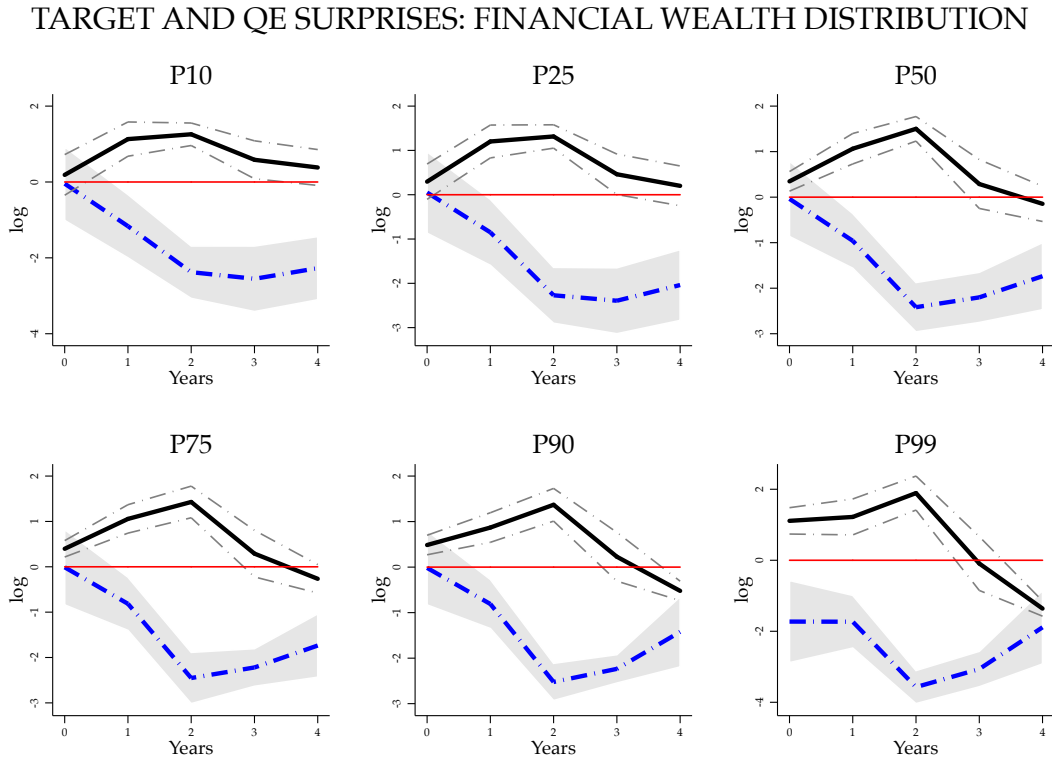 TARGET AND QE SURPRISES: FINANCIAL WEALTH DISTRIBUTION
P10
P25
P50
log
2
0
-2
-4
0 1 2 3 4
Years
log
2
1
0
-1
-2
-3
0 1 2 3 4
Years
log
2
1
0
-1
-2
-3
0 1 2 3 4
Years
P75
P90
P99
log
2
1
0
-1
-2
-3
0 1 2 3 4
Years
log
2
1
0
-1
-2
-3
0 1 2 3 4
Years
log
2
0
-2
-4
0 1 2 3 4
Years